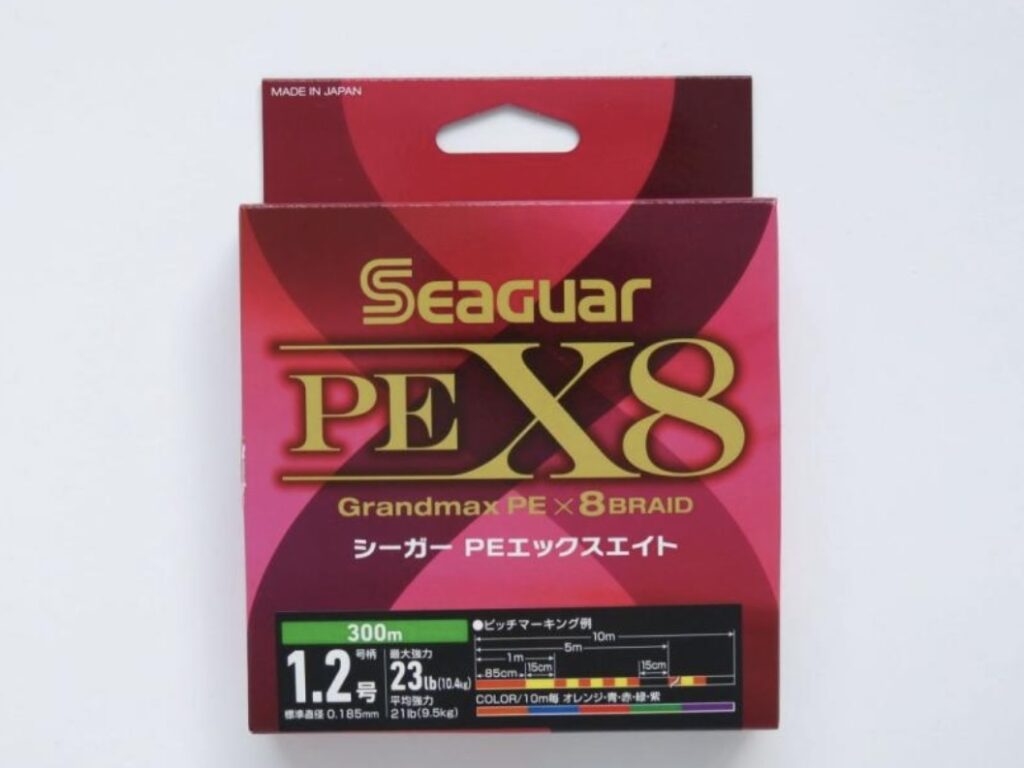 MADE IN JAPAN
SEAGUAR
PE X8
Grandmax PE×8BRAID
シーガー PEエックスエイト
300m
1.2号
号柄
標準直径 0.185mm
最大強力
23lb(10.4kg)
平均強力
21lb(9.5kg)
●ピッチマーキング例
10m
5m
1m
85cm 15cm 15cm
COLOR/10m毎 オレンジ・青・赤・緑・紫